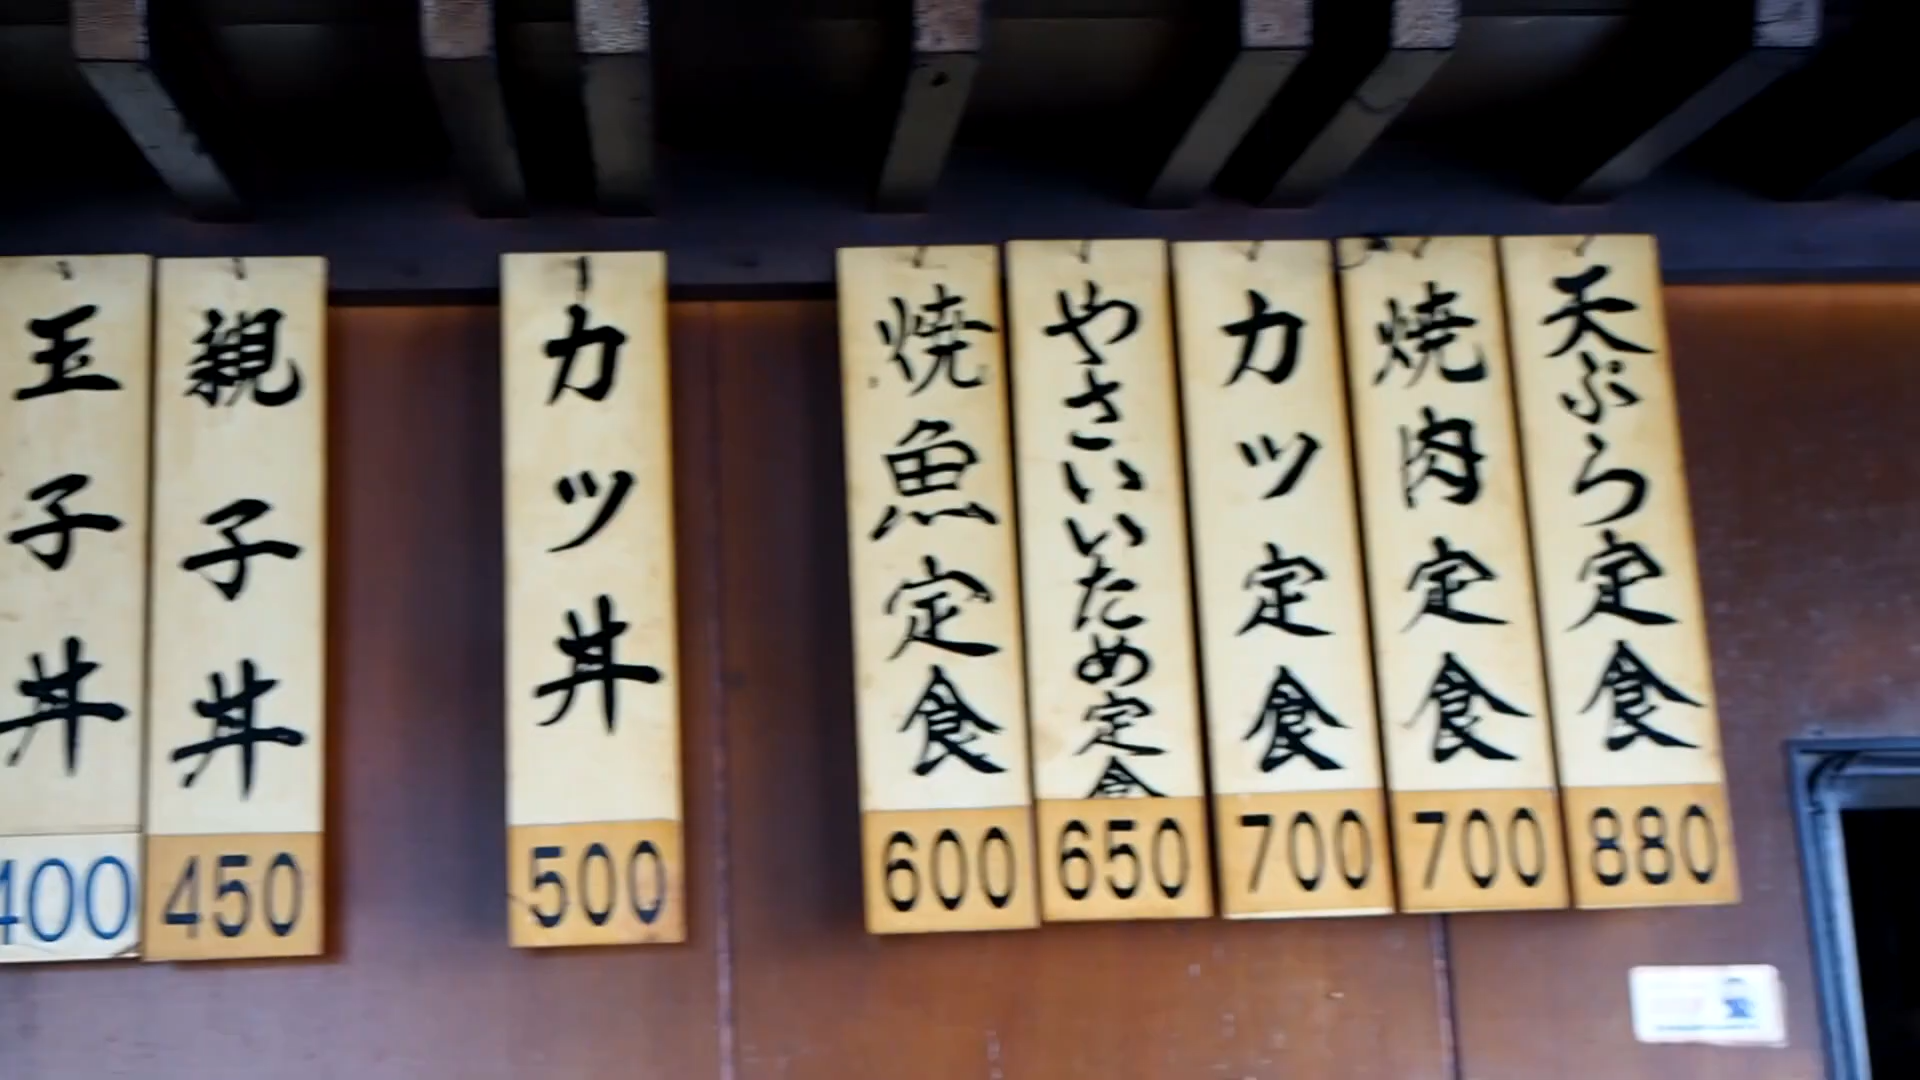 玉子丼
400
親子丼
450
カツ丼
500
焼魚定食
600
やさいいため定食
650
カツ定食
700
焼肉定食
700
天ぷら定食
880